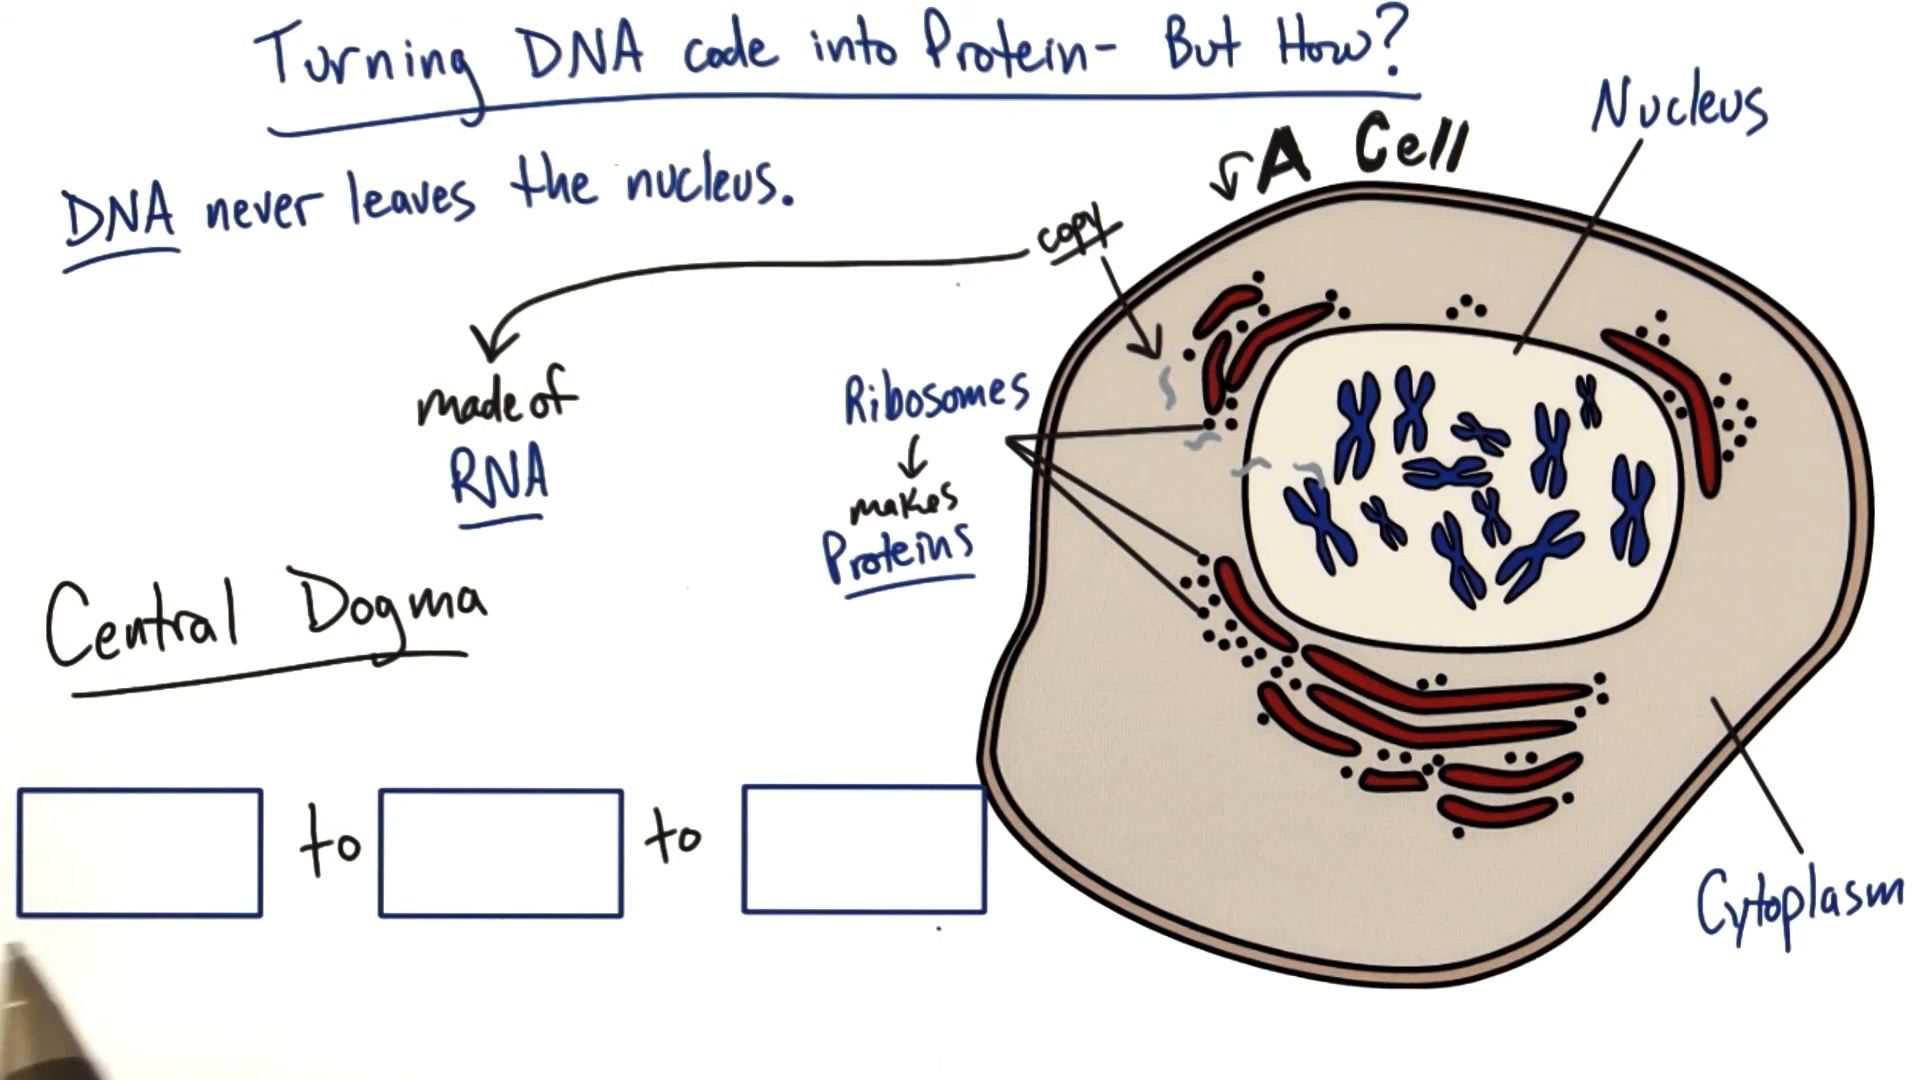 Turning DNA code into Protein- But How?
DNA never leaves the nucleus.
A Cell
Nucleus
copy
made of
RNA
Ribosomes
makes
Proteins
Central Dogma
to
to
Cytoplasm